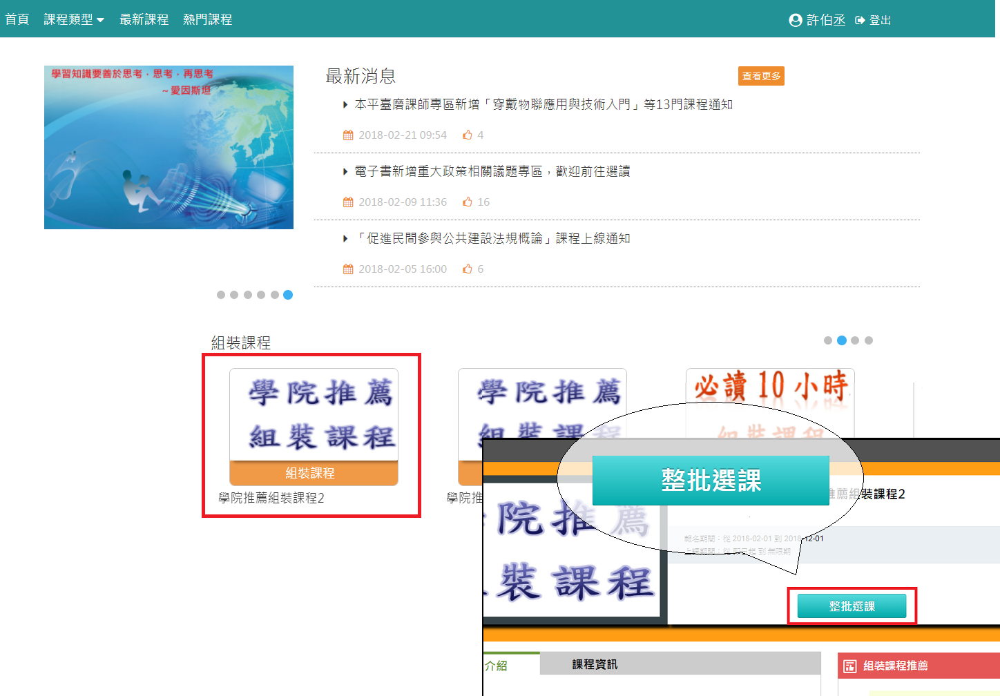 首頁 課程類型 最新課程 熱門課程 許伯丞 登出
學習知識要善於思考，思考，再思考
～愛因斯坦
最新消息 查看更多
本平臺磨課師專區新增「穿戴物聯應用與技術入門」等13門課程通知
2018-02-21 09:54 4
電子書新增重大政策相關議題專區，歡迎前往選讀
2018-02-09 11:36 16
「促進民間參與公共建設法規概論」課程上線通知
2018-02-05 16:00 6
組裝課程
學院推薦
組裝課程
組裝課程
學院推薦組裝課程2
學院推薦
組裝課程
學院推
必讀10小時
組裝課程
整批選課
推薦組裝課程2
院推薦
裝課程
報名期間：從 2018-02-01 到 2018-12-01
上課期間：從 即日起 到 無限期
整批選課
介紹 課程資訊 組裝課程推薦